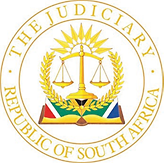 • THE JUDICIARY •
REPUBLIC OF SOUTH AFRICA